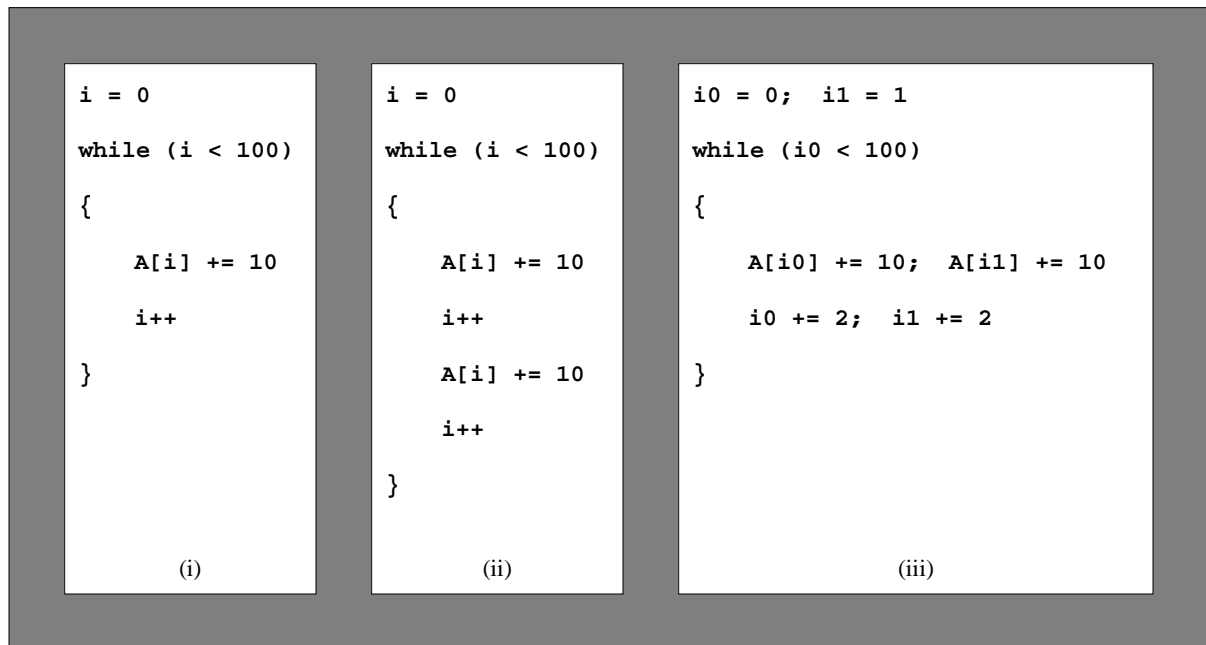 i = 0
while (i < 100)
{
A[i] += 10
i++
}
(i)
i = 0
while (i < 100)
{
A[i] += 10
i++
A[i] += 10
i++
}
(ii)
i0 = 0;  i1 = 1
while (i0 < 100)
{
A[i0] += 10;  A[i1] += 10
i0 += 2;  i1 += 2
}
(iii)